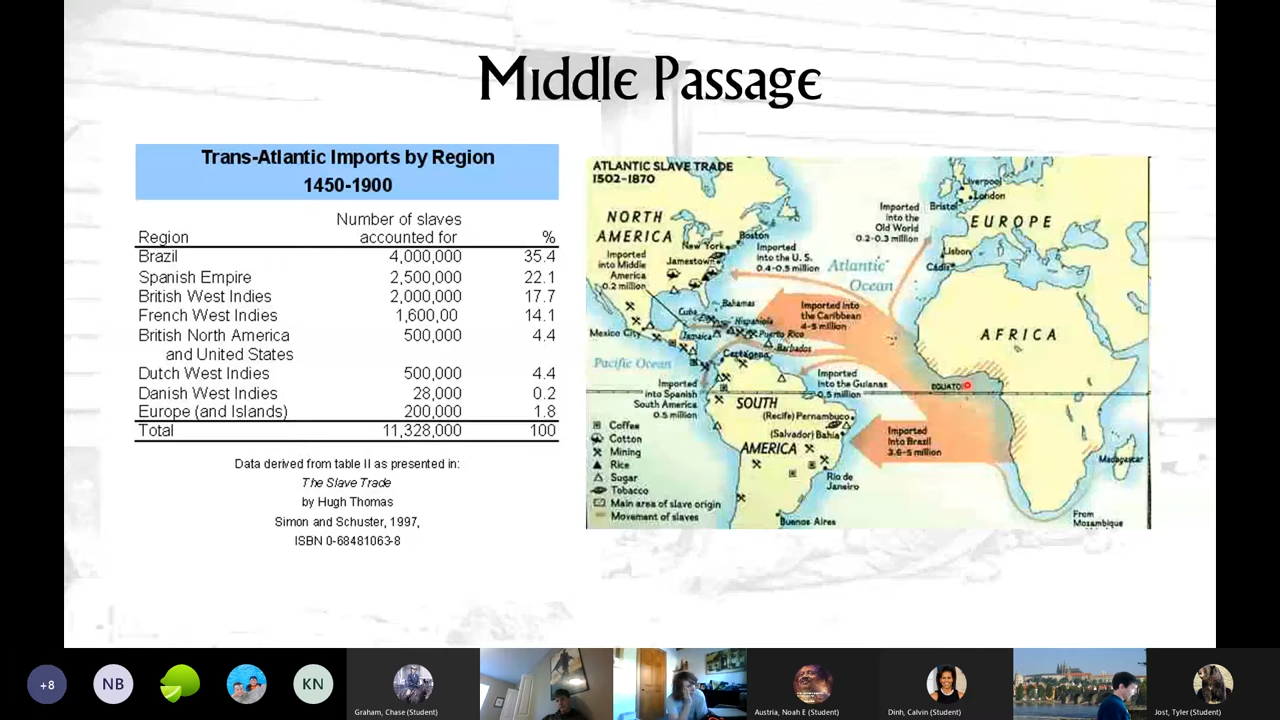 Middle Passage
Trans-Atlantic Imports by Region
1450-1900
Number of slaves
Region accounted for %
Brazil 4,000,000 35.4
Spanish Empire 2,500,000 22.1
British West Indies 2,000,000 17.7
French West Indies 1,600,00 14.1
British North America 500,000 4.4
and United States
Dutch West Indies 500,000 4.4
Danish West Indies 28,000 0.2
Europe (and Islands) 200,000 1.8
Total 11,328,000 100
Data derived from table II as presented in:
The Slave Trade
by Hugh Thomas
Simon and Schuster, 1997,
ISBN 0-68481063-8
ATLANTIC SLAVE TRADE
1502-1870
NORTH
AMERICA
Boston
New York
Jamestown
Imported
into Middle
America
0.2 million
Imported
into the U.S.
0.4-0.5 million
Atlantic
Ocean
Imported
into the
Old World
0.2-0.3 million
Liverpool
London
Bristol
EUROPE
Lisbon
Cádiz
Bahamas
Cuba
Hispaniola
Puerto Rico
Jamaica
Barbados
Mexico City
Cartagena
Imported into
the Caribbean
4-5 million
AFRICA
Pacific Ocean
Imported
into Spanish
South America
0.5 million
Imported
into the Guianas
0.5 million
EQUATO
SOUTH
AMERICA
(Recife) Pernambuco
(Salvador) Bahia
Imported
into Brazil
3.6-5 million
Rio de
Janeiro
Buenos Aires
Madagascar
From
Mozambique
Coffee
Cotton
Mining
Rice
Sugar
Tobacco
Main area of slave origin
Movement of slaves
+8
NB
KN
Graham, Chase (Student)
Austria, Noah E (Student)
Dinh, Calvin (Student)
Jost, Tyler (Student)